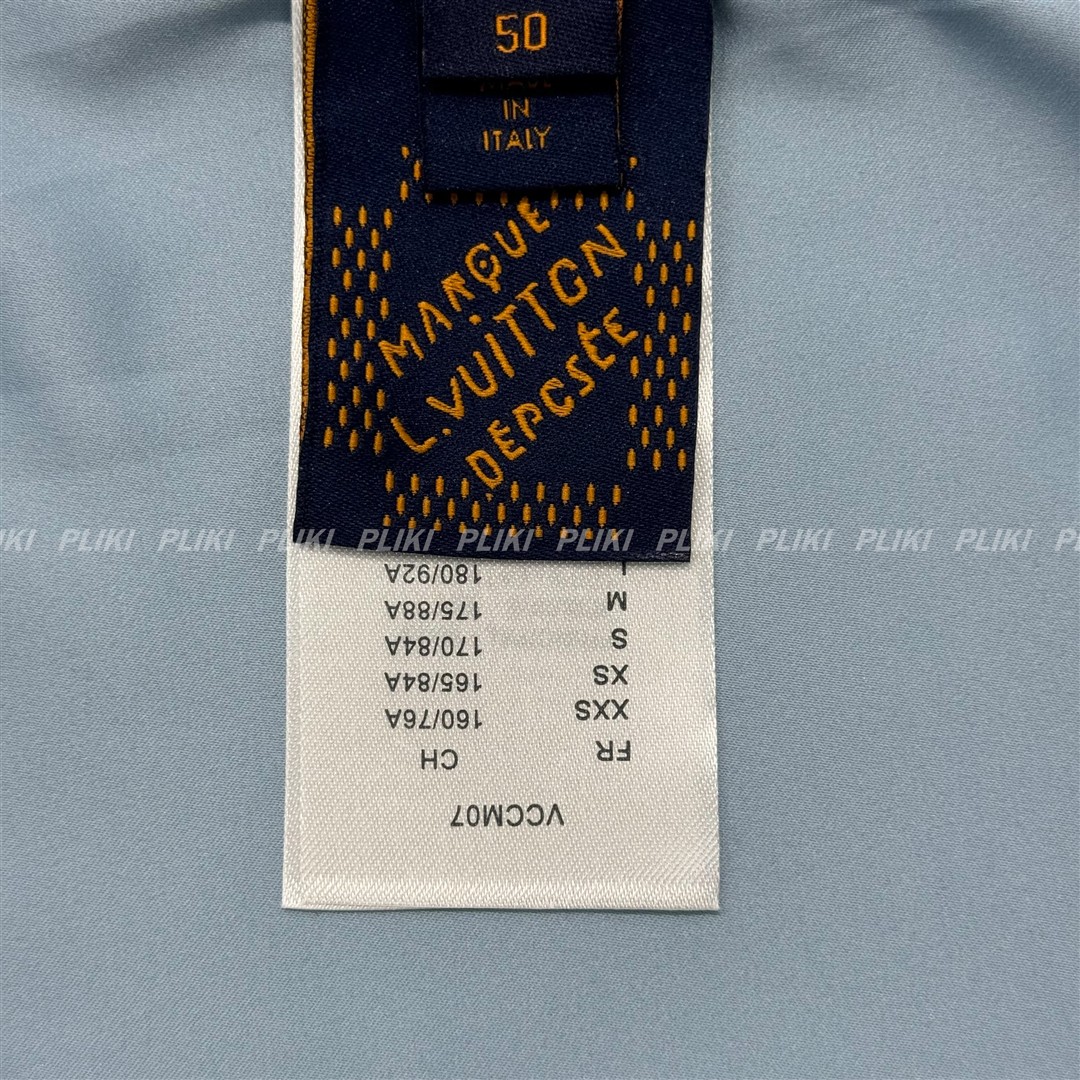 50
IN
ITALY
MARQUE
L.VUITTON
DÉPOSÉE
PLIKI PLIKI PLIKI PLIKI PLIKI PLIKI PLIKI PLIKI PLIKI PLIKI
VCCM07
FR CH
XXS 160/76A
XS 165/84A
S 170/84A
M 175/88A
180/92A